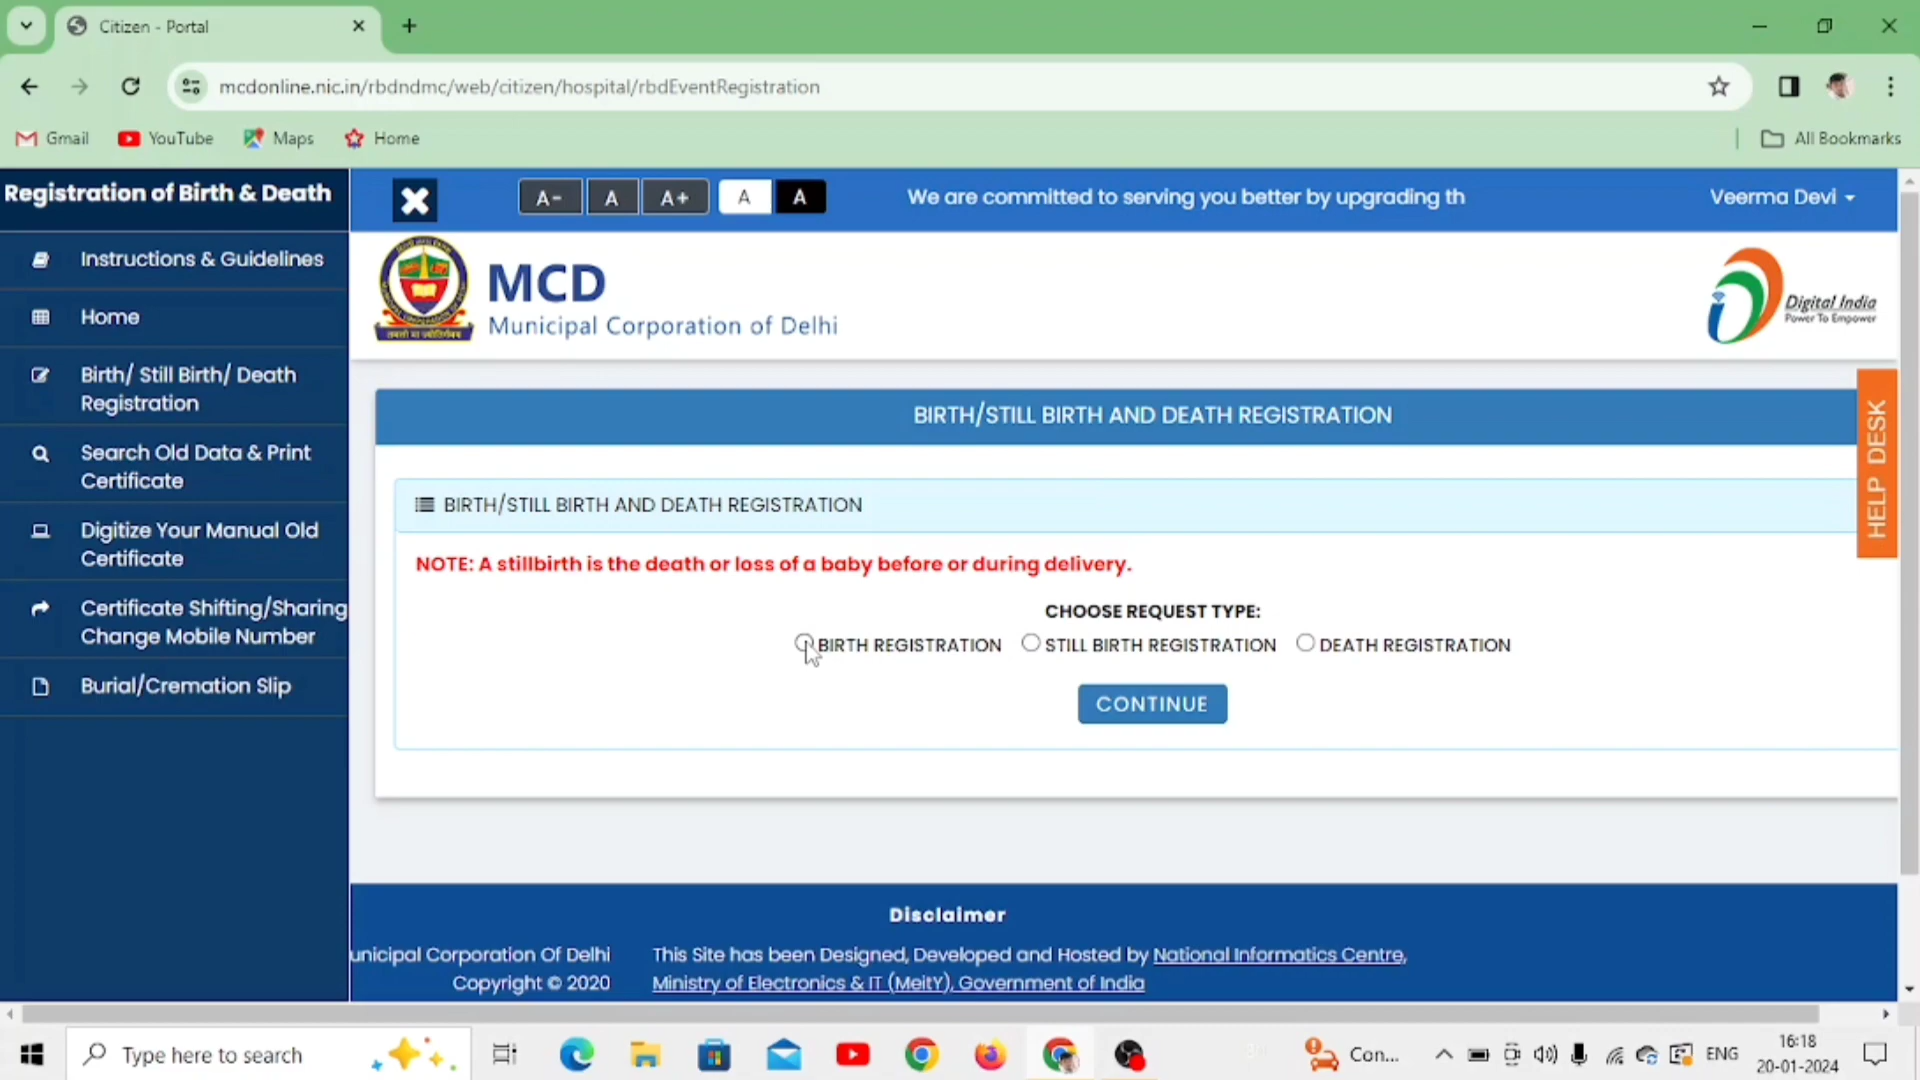 Citizen - Portal
mcdonline.nic.in/rbdndmc/web/citizen/hospital/rbdEventRegistration
Gmail
YouTube
Maps
Home
All Bookmarks
Registration of Birth & Death
A-
A
A+
A
A
We are committed to serving you better by upgrading th
Veerma Devi
Instructions & Guidelines
Home
Birth/ Still Birth/ Death
Registration
Search Old Data & Print
Certificate
Digitize Your Manual Old
Certificate
Certificate Shifting/Sharing
Change Mobile Number
Burial/Cremation Slip
MCD
Municipal Corporation of Delhi
Digital India
Power To Empower
BIRTH/STILL BIRTH AND DEATH REGISTRATION
HELP DESK
BIRTH/STILL BIRTH AND DEATH REGISTRATION
NOTE: A stillbirth is the death or loss of a baby before or during delivery.
CHOOSE REQUEST TYPE:
BIRTH REGISTRATION
STILL BIRTH REGISTRATION
DEATH REGISTRATION
CONTINUE
Disclaimer
unicipal Corporation Of Delhi
Copyright © 2020
This Site has been Designed, Developed and Hosted by National Informatics Centre,
Ministry of Electronics & IT (MeitY), Government of India
Type here to search
Con...
ENG
16:18
20-01-2024